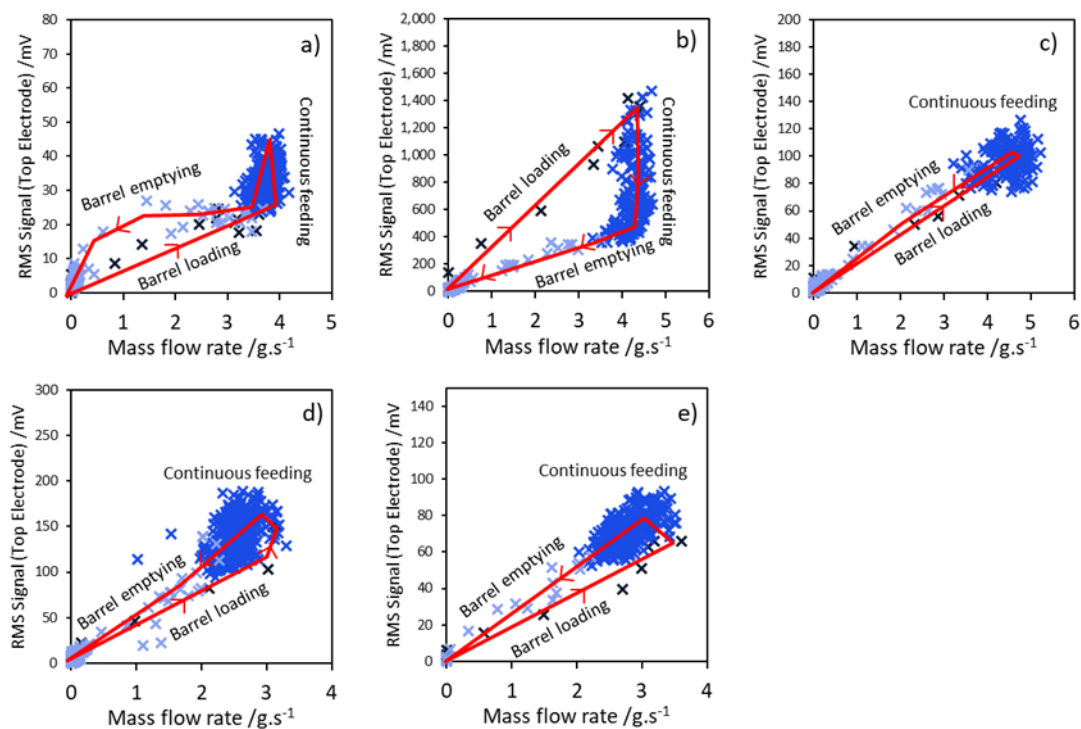 a)
RMS Signal (Top Electrode) /mV
80
70
60
50
40
30
20
10
0
Continuous feeding
Barrel emptying
Barrel loading
0 1 2 3 4 5
Mass flow rate /g.s⁻¹
b)
RMS Signal (Top Electrode) /mV
2,000
1,800
1,600
1,400
1,200
1,000
800
600
400
200
0
Continuous feeding
Barrel loading
Barrel emptying
0 1 2 3 4 5 6
Mass flow rate /g.s⁻¹
c)
RMS Signal (Top Electrode) /mV
200
180
160
140
120
100
80
60
40
20
0
Continuous feeding
Barrel emptying
Barrel loading
0 1 2 3 4 5 6
Mass flow rate /g.s⁻¹
d)
RMS Signal (Top Electrode) /mV
300
250
200
150
100
50
0
Continuous feeding
Barrel emptying
Barrel loading
0 1 2 3 4
Mass flow rate /g.s⁻¹
e)
RMS Signal (Top Electrode) /mV
140
120
100
80
60
40
20
0
Continuous feeding
Barrel emptying
Barrel loading
0 1 2 3 4
Mass flow rate /g.s⁻¹